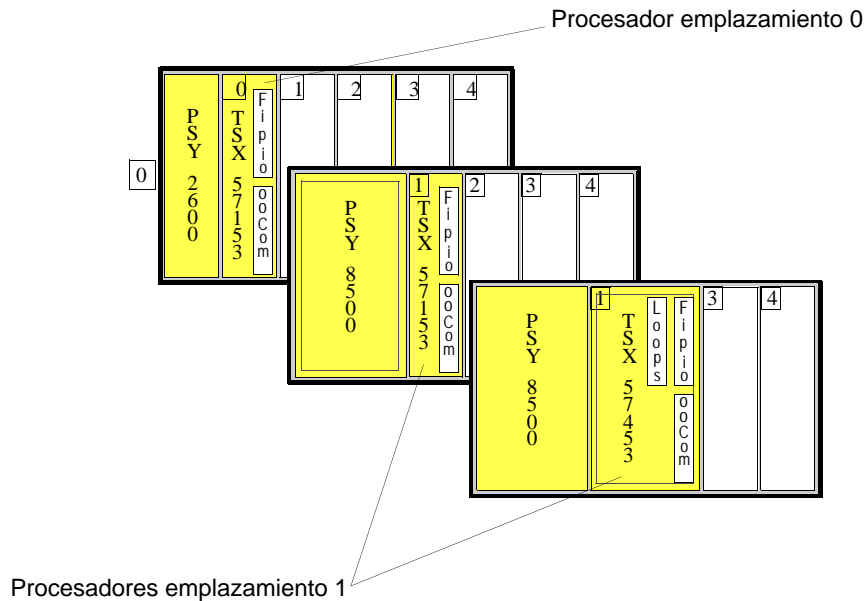 Procesador emplazamiento 0
0 1 2 3 4
0
PSY 2600
TSX 57153
Fipio
ooCom
1 2 3 4
PSY 8500
TSX 57153
Fipio
ooCom
1 3 4
PSY 8500
TSX 57453
Loops
Fipio
ooCom
Procesadores emplazamiento 1